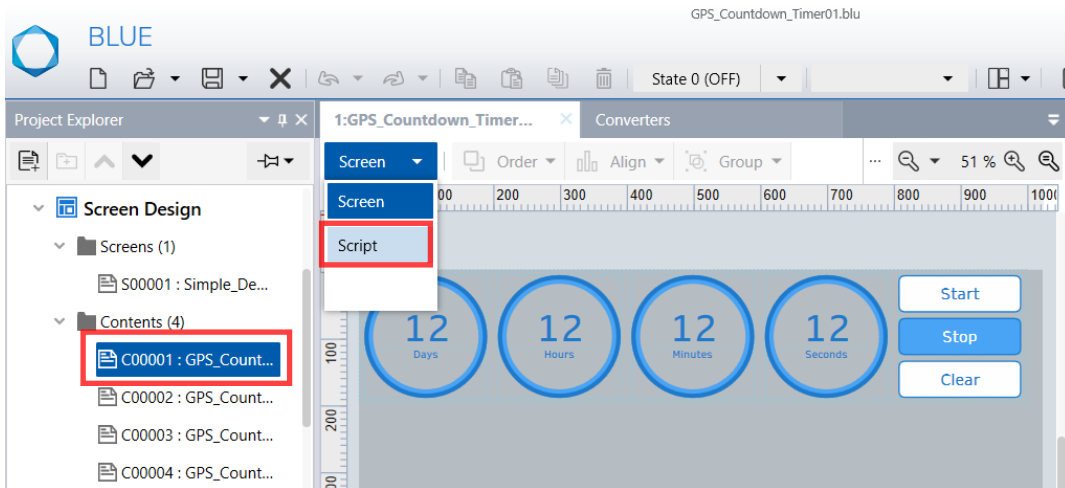 GPS_Countdown_Timer01.blu
BLUE
State 0 (OFF)
Project Explorer
1:GPS_Countdown_Timer...
Converters
Screen
Order
Align
Group
...
51 %
Screen
Script
00 200 300 400 500 600 700 800 900
Screen Design
Screens (1)
S00001 : Simple_De...
Contents (4)
C00001 : GPS_Count...
C00002 : GPS_Count...
C00003 : GPS_Count...
C00004 : GPS_Count...
100
200
12
Days
12
Hours
12
Minutes
12
Seconds
Start
Stop
Clear